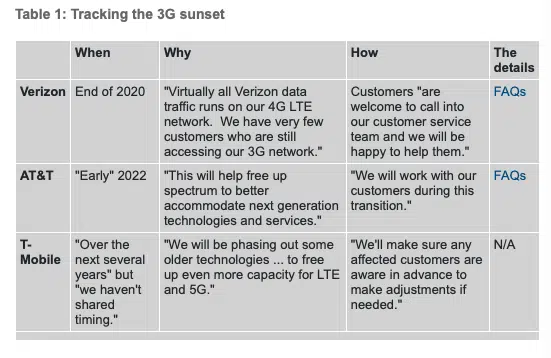 Table 1: Tracking the 3G sunset
When
Why
How
The
details
Verizon
End of 2020
"Virtually all Verizon data
traffic runs on our 4G LTE
network. We have very few
customers who are still
accessing our 3G network."
Customers "are
welcome to call into
our customer service
team and we will be
happy to help them."
FAQs
AT&T
"Early" 2022
"This will help free up
spectrum to better
accommodate next generation
technologies and services."
"We will work with our
customers during this
transition."
FAQs
T-
Mobile
"Over the
next several
years" but
"we haven't
shared
timing."
"We will be phasing out some
older technologies ... to free
up even more capacity for LTE
and 5G."
"We'll make sure any
affected customers are
aware in advance to
make adjustments if
needed."
N/A